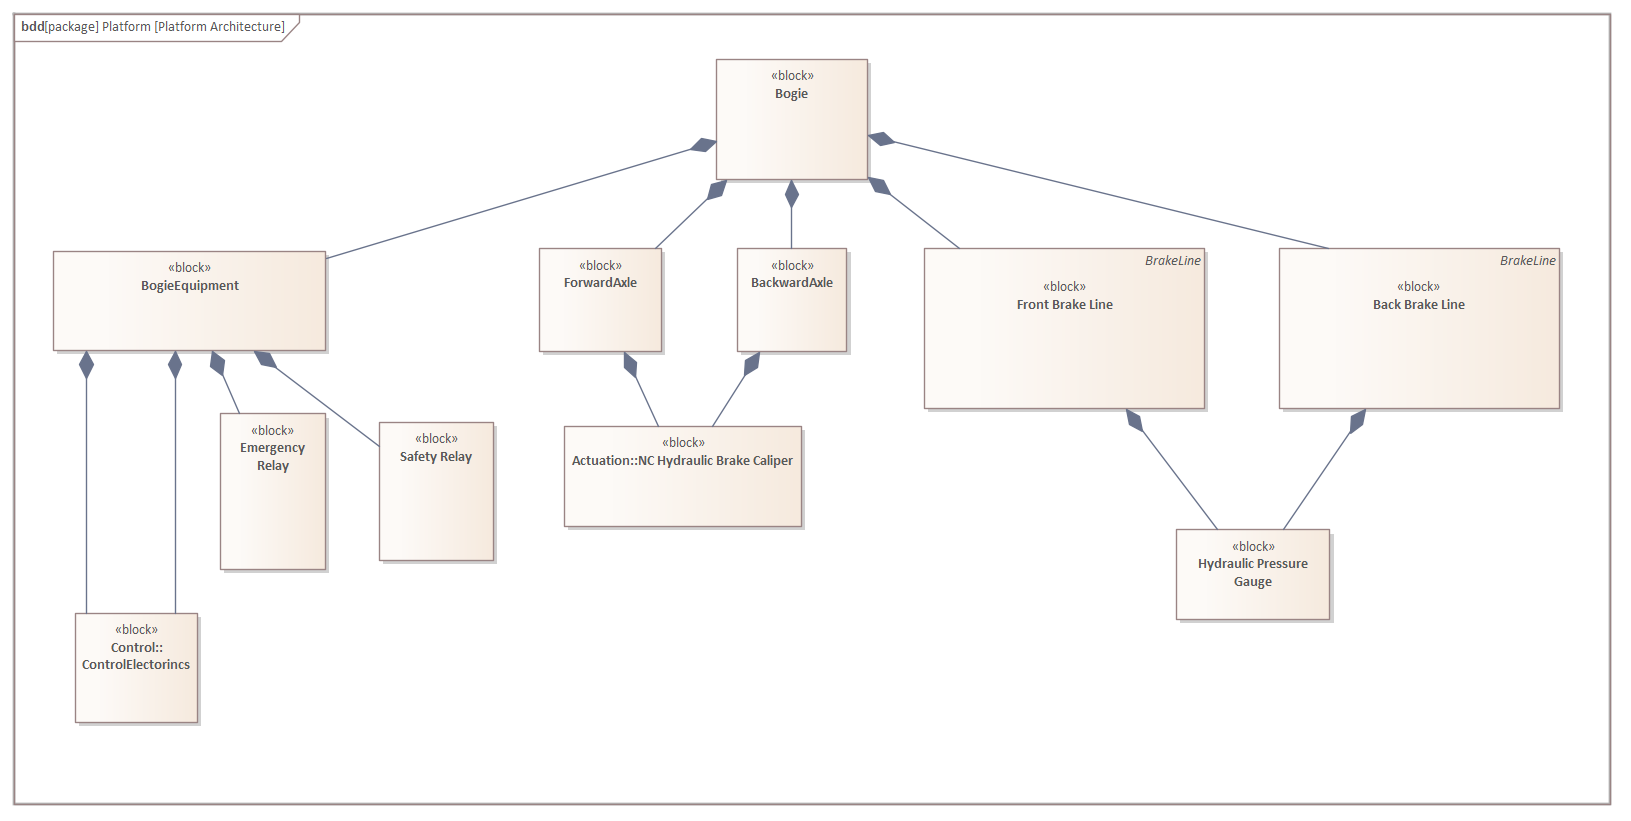 bdd[package] Platform [Platform Architecture]
«block»
Bogie
«block»
BogieEquipment
«block»
ForwardAxle
«block»
BackwardAxle
BrakeLine
«block»
Front Brake Line
BrakeLine
«block»
Back Brake Line
«block»
Emergency
Relay
«block»
Safety Relay
«block»
Actuation::NC Hydraulic Brake Caliper
«block»
Hydraulic Pressure
Gauge
«block»
Control::
ControlElectorincs